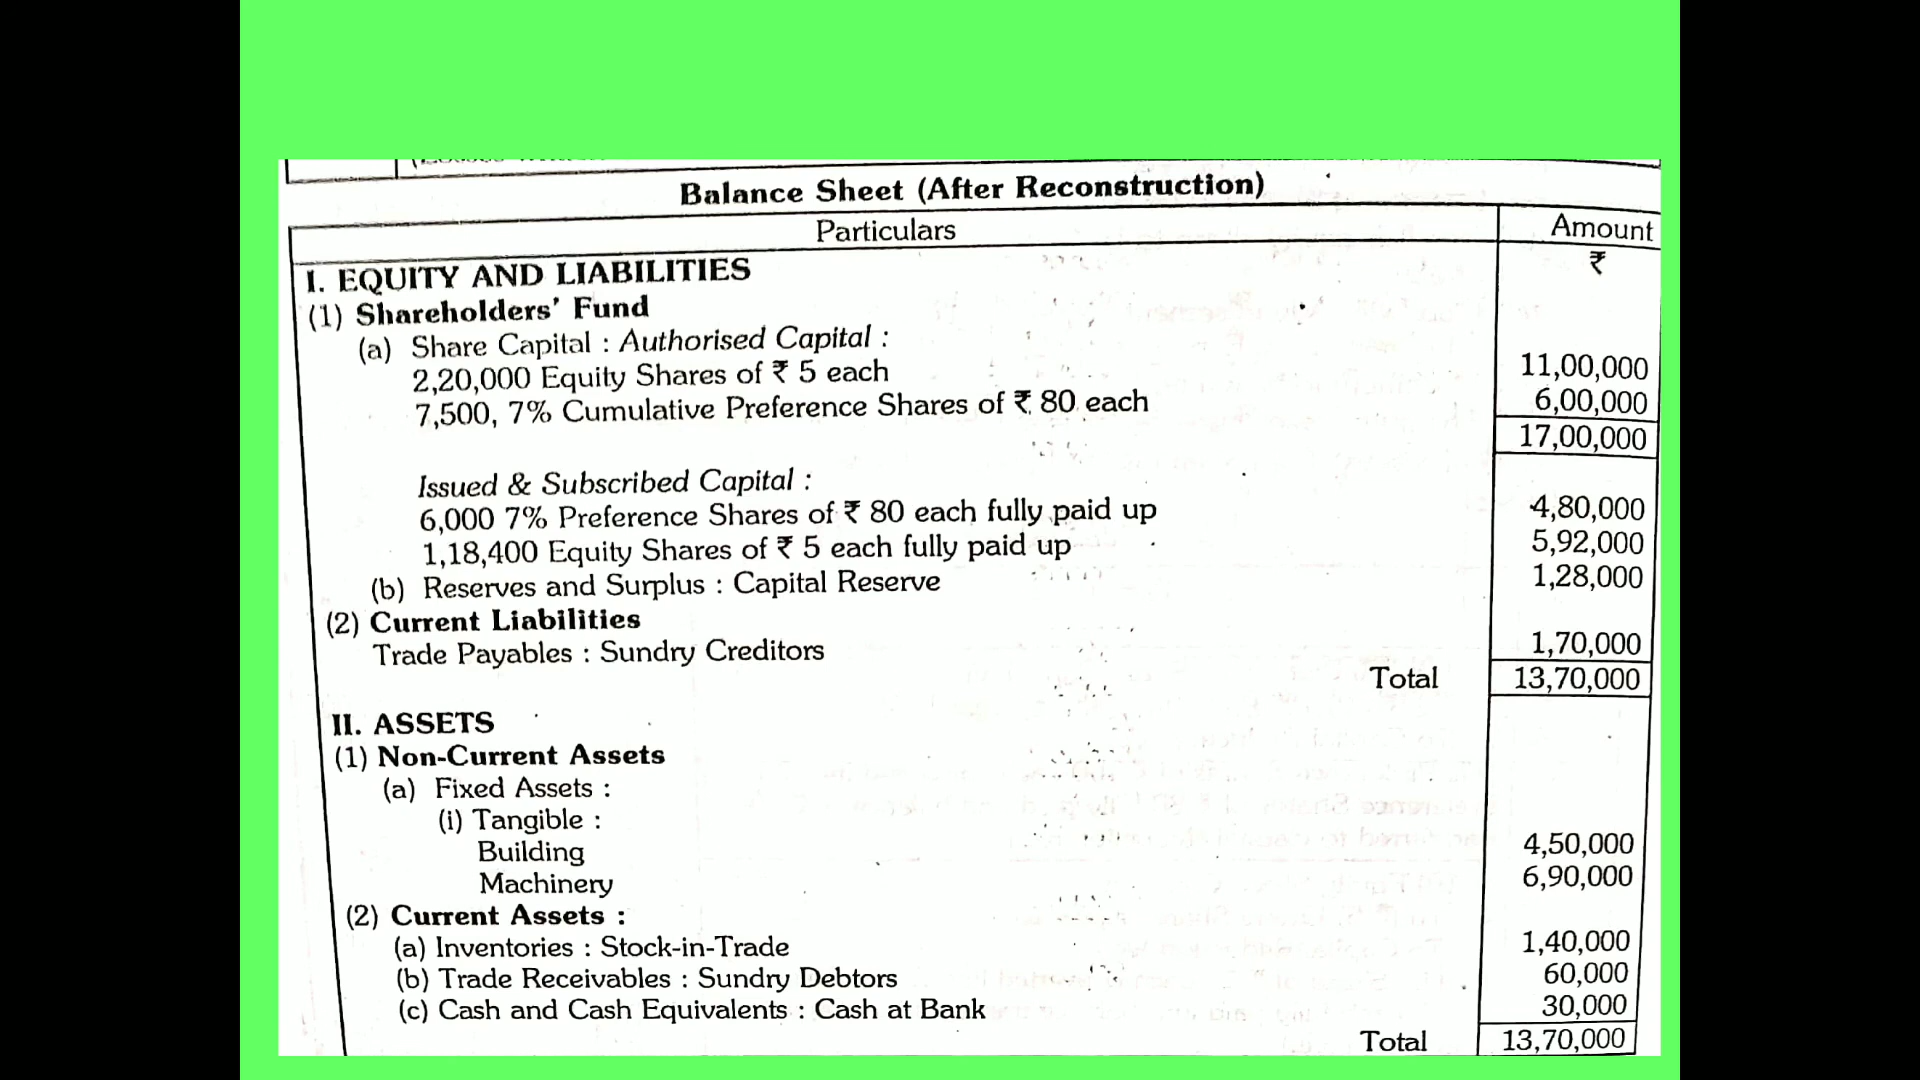 Balance Sheet (After Reconstruction)
Particulars Amount
₹
I. EQUITY AND LIABILITIES
(1) Shareholders' Fund
(a) Share Capital : Authorised Capital :
2,20,000 Equity Shares of ₹ 5 each 11,00,000
7,500, 7% Cumulative Preference Shares of ₹ 80 each 6,00,000
17,00,000
Issued & Subscribed Capital :
6,000 7% Preference Shares of ₹ 80 each fully paid up 4,80,000
1,18,400 Equity Shares of ₹ 5 each fully paid up 5,92,000
(b) Reserves and Surplus : Capital Reserve 1,28,000
(2) Current Liabilities
Trade Payables : Sundry Creditors 1,70,000
Total 13,70,000
II. ASSETS
(1) Non-Current Assets
(a) Fixed Assets :
(i) Tangible :
Building 4,50,000
Machinery 6,90,000
(2) Current Assets :
(a) Inventories : Stock-in-Trade 1,40,000
(b) Trade Receivables : Sundry Debtors 60,000
(c) Cash and Cash Equivalents : Cash at Bank 30,000
Total 13,70,000